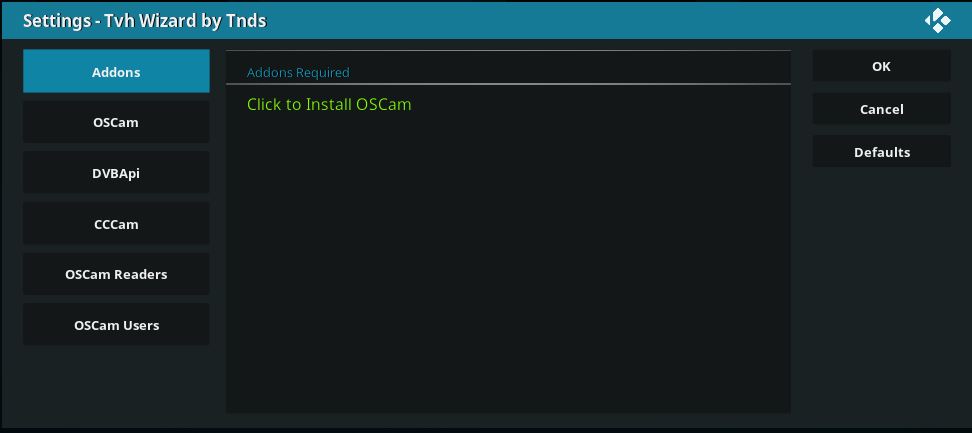 Settings - Tvh Wizard by Tnds
Addons
OSCam
DVBApi
CCCam
OSCam Readers
OSCam Users
Addons Required
Click to Install OSCam
OK
Cancel
Defaults